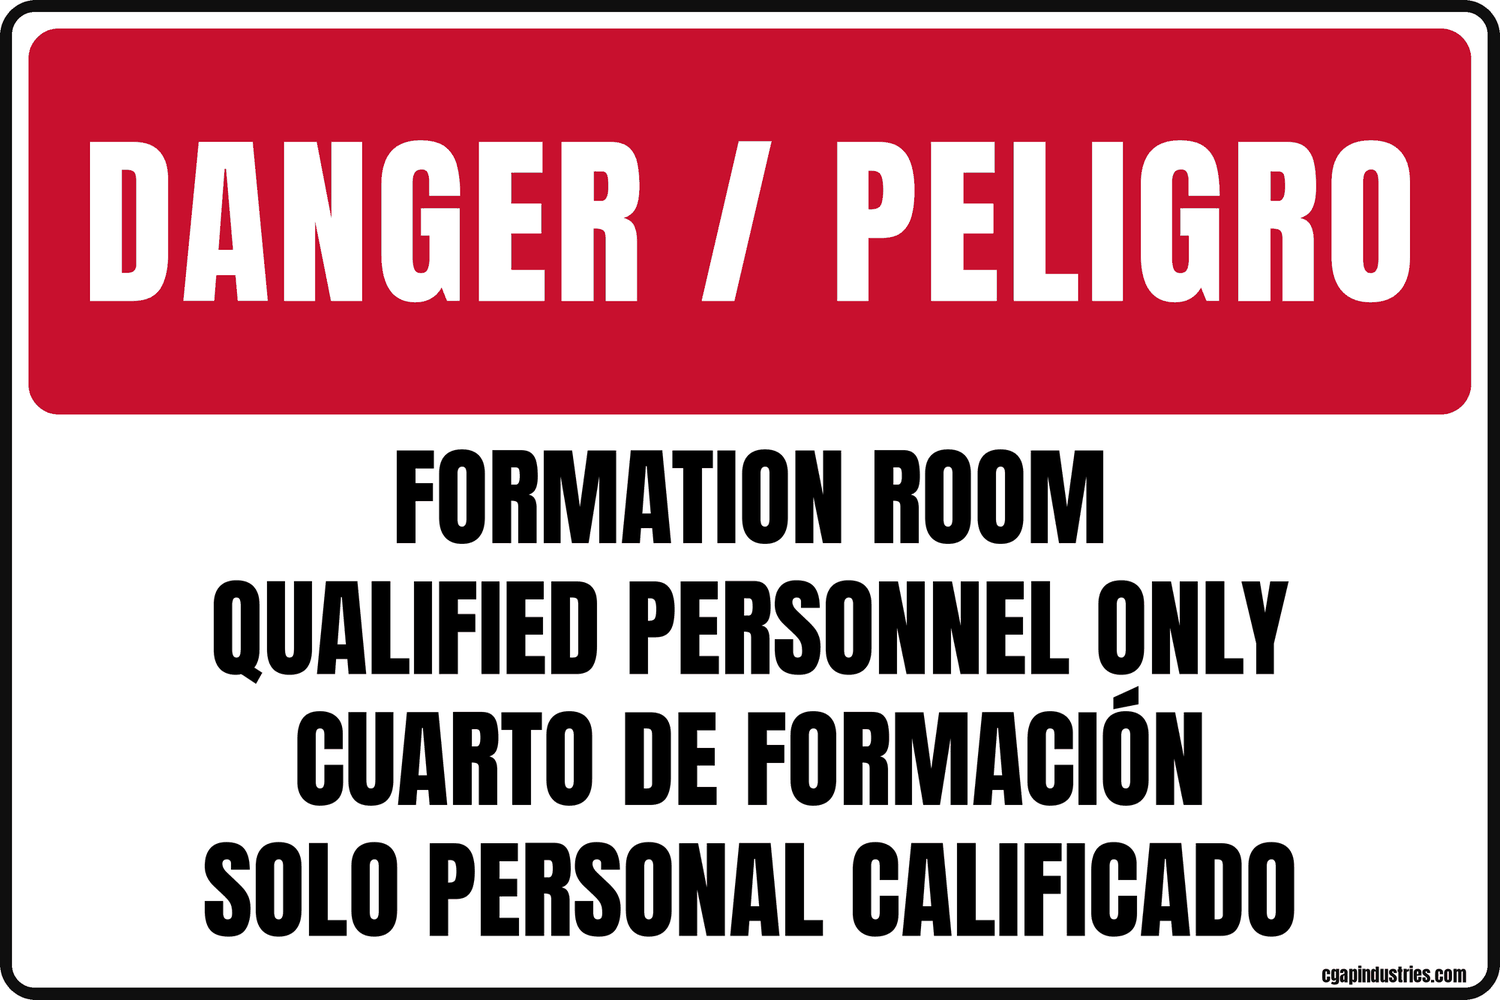 DANGER / PELIGRO
FORMATION ROOM
QUALIFIED PERSONNEL ONLY
CUARTO DE FORMACIÓN
SOLO PERSONAL CALIFICADO
cgapindustries.com